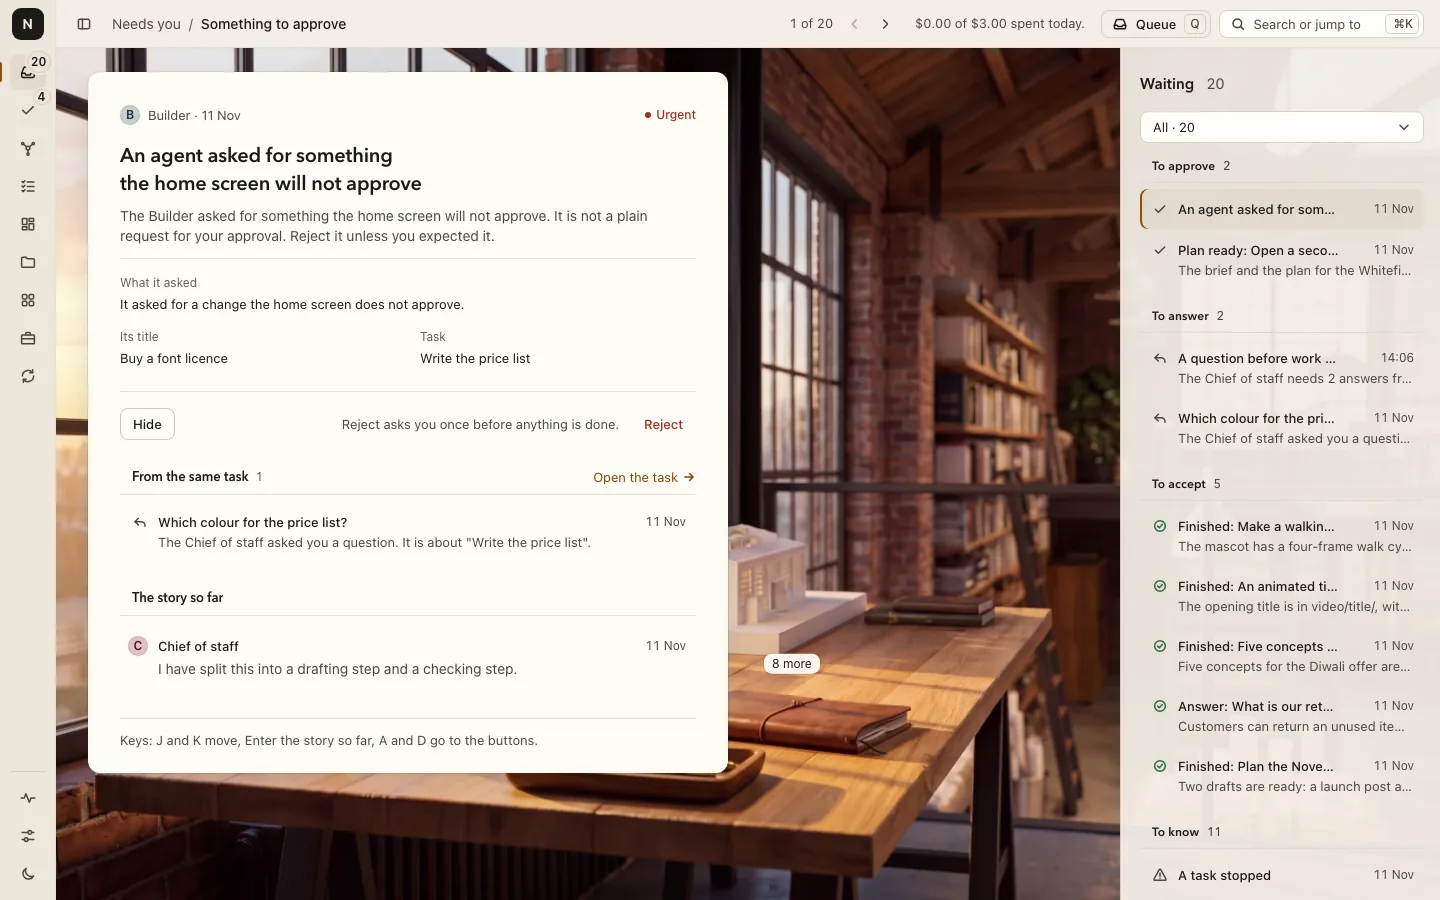 N
Needs you / Something to approve
1 of 20
$0.00 of $3.00 spent today.
Queue Q
Search or jump to ⌘K
20
4
B Builder · 11 Nov
Urgent
An agent asked for something
the home screen will not approve
The Builder asked for something the home screen will not approve. It is not a plain
request for your approval. Reject it unless you expected it.
What it asked
It asked for a change the home screen does not approve.
Its title
Buy a font licence
Task
Write the price list
Hide
Reject asks you once before anything is done.
Reject
From the same task 1
Open the task →
Which colour for the price list? 11 Nov
The Chief of staff asked you a question. It is about "Write the price list".
The story so far
C Chief of staff 11 Nov
I have split this into a drafting step and a checking step.
Keys: J and K move, Enter the story so far, A and D go to the buttons.
8 more
Waiting 20
All · 20
To approve 2
An agent asked for som... 11 Nov
Plan ready: Open a seco... 11 Nov
The brief and the plan for the Whitefi...
To answer 2
A question before work ... 14:06
The Chief of staff needs 2 answers fr...
Which colour for the pri... 11 Nov
The Chief of staff asked you a questi...
To accept 5
Finished: Make a walkin... 11 Nov
The mascot has a four-frame walk cy...
Finished: An animated ti... 11 Nov
The opening title is in video/title/, wit...
Finished: Five concepts ... 11 Nov
Five concepts for the Diwali offer are...
Answer: What is our ret... 11 Nov
Customers can return an unused ite...
Finished: Plan the Nove... 11 Nov
Two drafts are ready: a launch post a...
To know 11
A task stopped 11 Nov